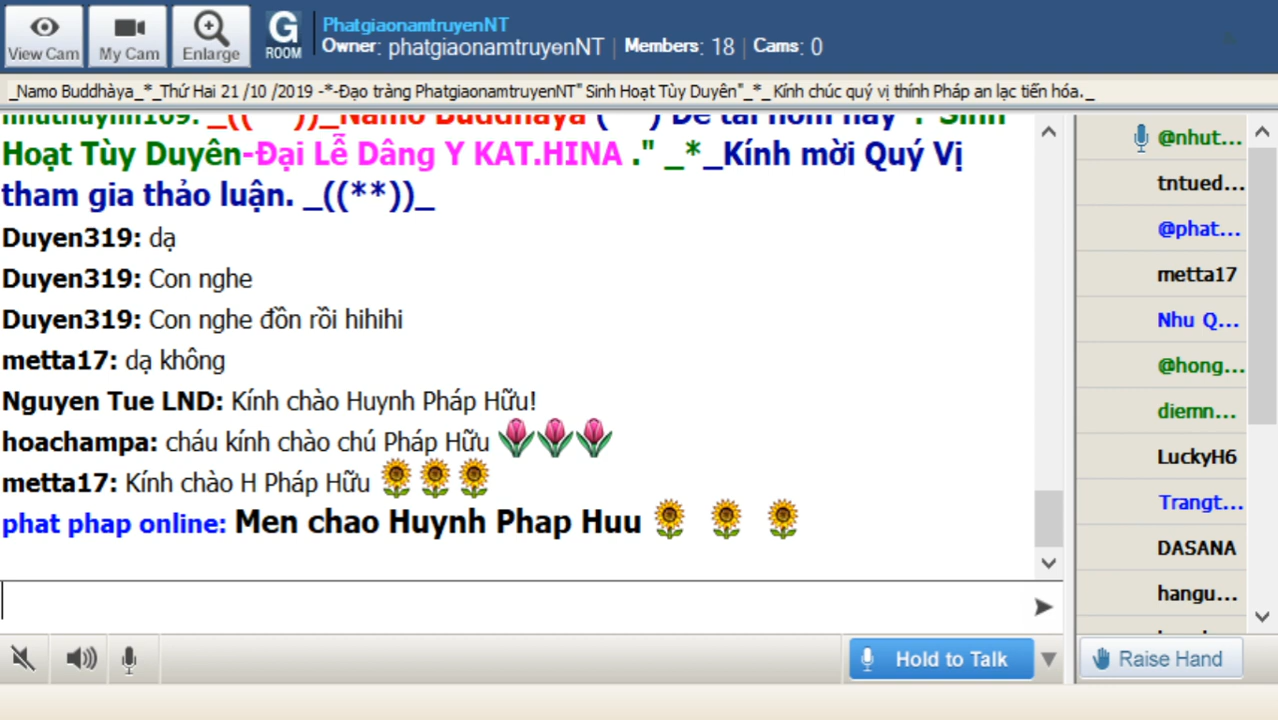 View Cam
My Cam
Enlarge
G
ROOM
PhatgiaonamtruyenNT
Owner: phatgiaonamtruyenNT | Members: 18 | Cams: 0
_Namo Buddhàya_*_Thứ Hai 21 /10 /2019 -*-Đạo tràng PhatgiaonamtruyenNT" Sinh Hoạt Tùy Duyên"_*_ Kính chúc quý vị thính Pháp an lạc tiến hóa._
Hoạt Tùy Duyên-Đại Lễ Dâng Y KAT.HINA ." _*_Kính mời Quý Vị
tham gia thảo luận. _((**))_
Duyen319: dạ
Duyen319: Con nghe
Duyen319: Con nghe đồn rồi hihihi
metta17: dạ không
Nguyen Tue LND: Kính chào Huynh Pháp Hữu!
hoachampa: cháu kính chào chú Pháp Hữu
metta17: Kính chào H Pháp Hữu
phat phap online: Men chao Huynh Phap Huu
@nhut...
tntued...
@phat...
metta17
Nhu Q...
@hong...
diemn...
LuckyH6
Trangt...
DASANA
hangu...
Hold to Talk
Raise Hand